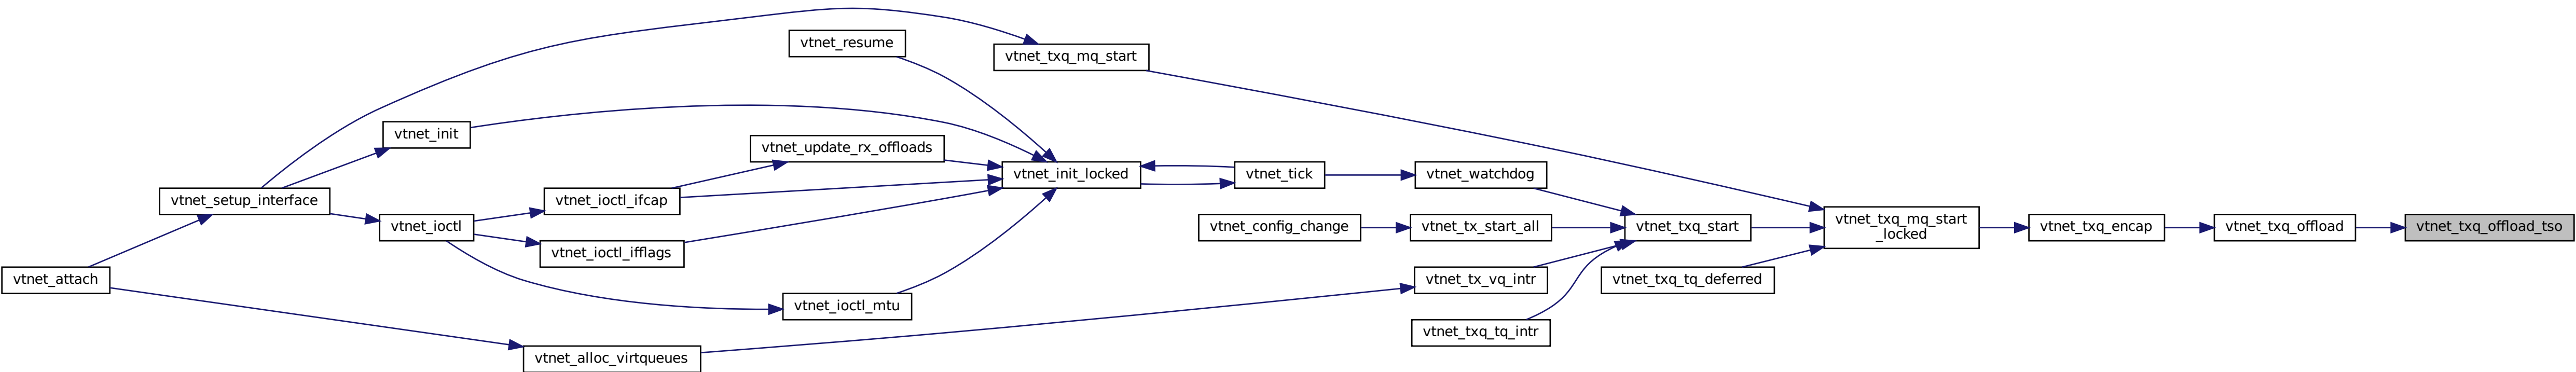 vtnet_resume
vtnet_txq_mq_start
vtnet_init
vtnet_update_rx_offloads
vtnet_init_locked
vtnet_tick
vtnet_watchdog
vtnet_setup_interface
vtnet_ioctl_ifcap
vtnet_ioctl
vtnet_config_change
vtnet_tx_start_all
vtnet_txq_start
vtnet_txq_mq_start
_locked
vtnet_txq_encap
vtnet_txq_offload
vtnet_txq_offload_tso
vtnet_ioctl_ifflags
vtnet_attach
vtnet_tx_vq_intr
vtnet_txq_tq_deferred
vtnet_ioctl_mtu
vtnet_txq_tq_intr
vtnet_alloc_virtqueues